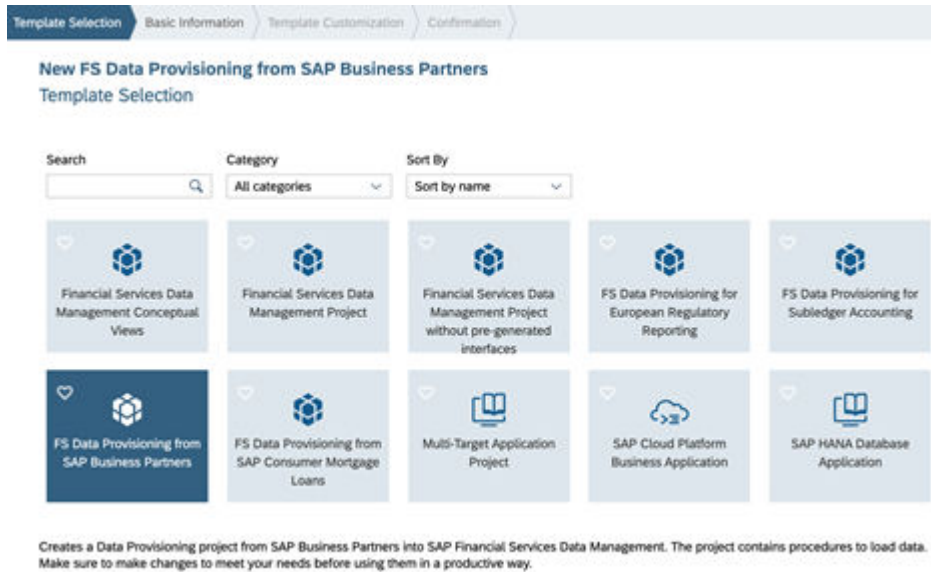 Template Selection Basic Information Template Customization Confirmation
New FS Data Provisioning from SAP Business Partners
Template Selection
Search Category Sort By
All categories Sort by name
Financial Services Data
Management Conceptual
Views
Financial Services Data
Management Project
Financial Services Data
Management Project
without pre-generated
interfaces
FS Data Provisioning for
European Regulatory
Reporting
FS Data Provisioning for
Subledger Accounting
FS Data Provisioning from
SAP Business Partners
FS Data Provisioning from
SAP Consumer Mortgage
Loans
Multi-Target Application
Project
SAP Cloud Platform
Business Application
SAP HANA Database
Application
Creates a Data Provisioning project from SAP Business Partners into SAP Financial Services Data Management. The project contains procedures to load data.
Make sure to make changes to meet your needs before using them in a productive way.